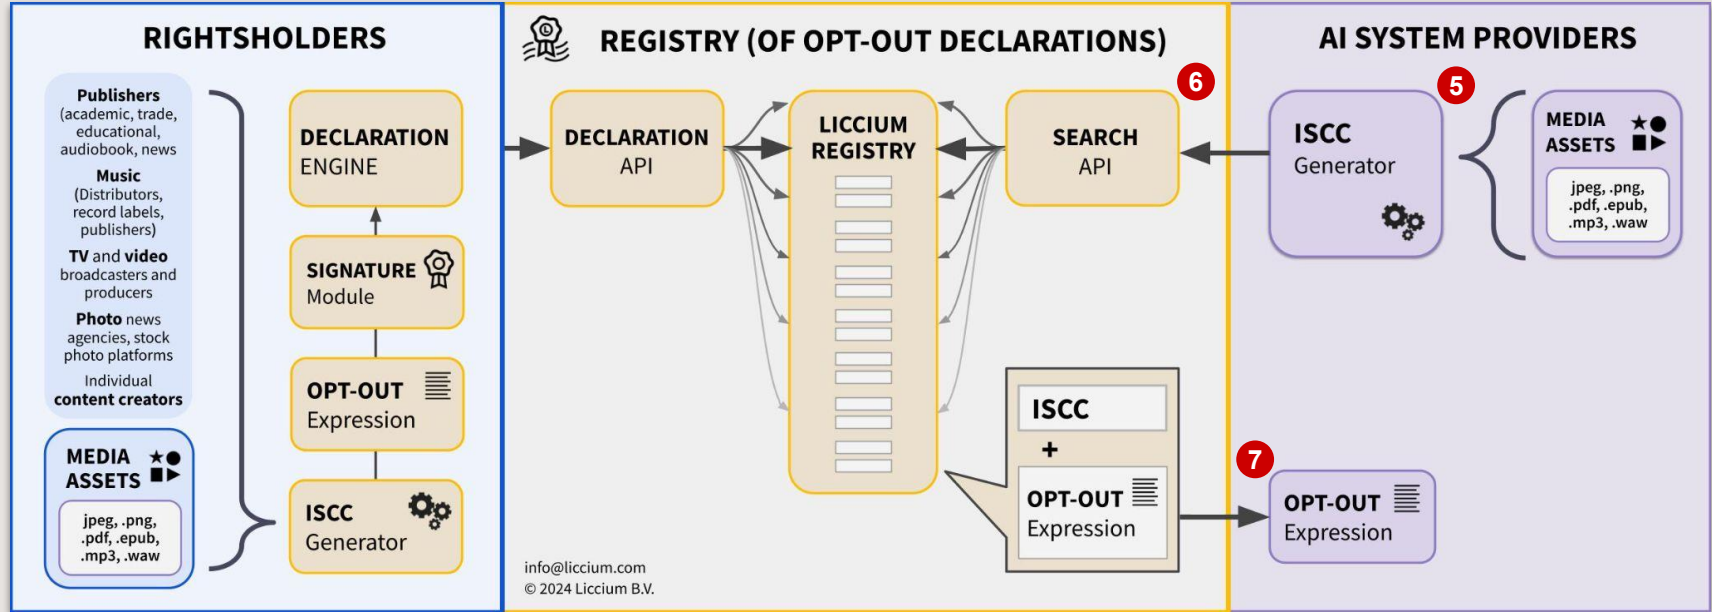 RIGHTSHOLDERS
Publishers
(academic, trade,
educational,
audiobook, news
Music
(Distributors,
record labels,
publishers)
TV and video
broadcasters and
producers
Photo news
agencies, stock
photo platforms
Individual
content creators
MEDIA
ASSETS
jpeg, .png,
.pdf, .epub,
.mp3, .waw
DECLARATION
ENGINE
SIGNATURE
Module
OPT-OUT
Expression
ISCC
Generator
REGISTRY (OF OPT-OUT DECLARATIONS)
DECLARATION
API
LICCIUM
REGISTRY
6
SEARCH
API
ISCC
+
OPT-OUT
Expression
info@liccium.com
© 2024 Liccium B.V.
AI SYSTEM PROVIDERS
5
ISCC
Generator
MEDIA
ASSETS
jpeg, .png,
.pdf, .epub,
.mp3, .waw
7
OPT-OUT
Expression